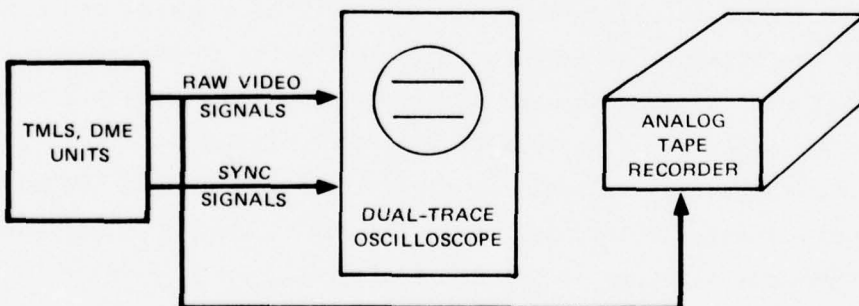 TMLS, DME
UNITS
RAW VIDEO
SIGNALS
SYNC
SIGNALS
DUAL-TRACE
OSCILLOSCOPE
ANALOG
TAPE
RECORDER